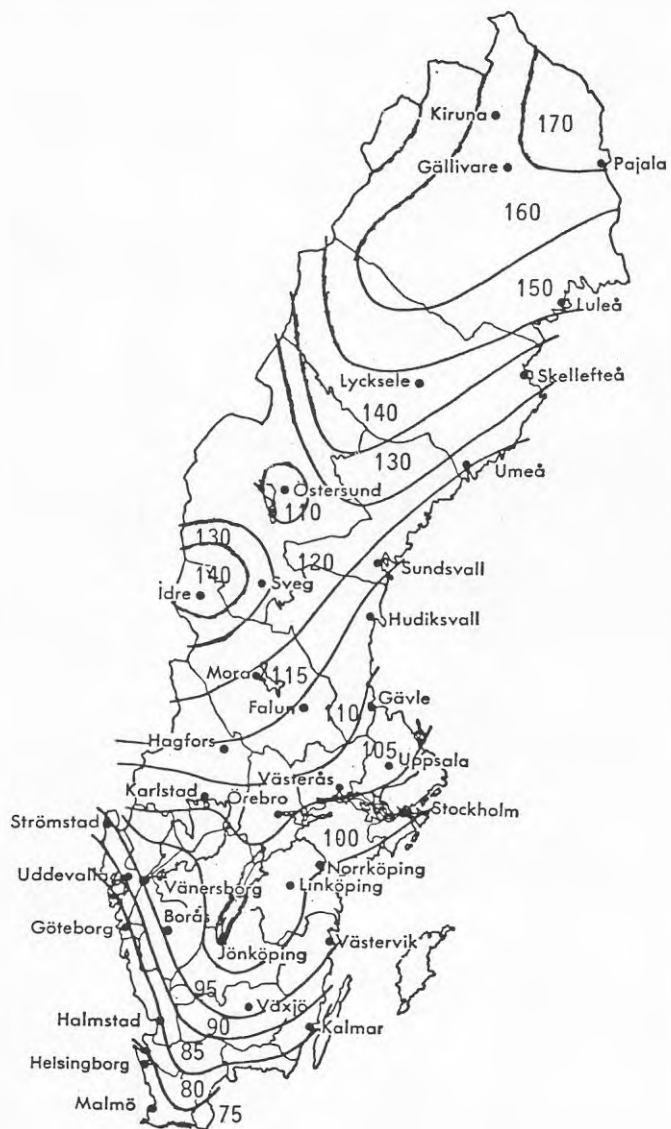 Kiruna
170
Gällivare
Pajala
160
150
Luleå
Lycksele
Skellefteå
140
130
Umeå
Östersund
110
130
120
Sundsvall
140
Sveg
Idre
Hudiksvall
Mora
115
Falun
110
Gävle
Hagfors
105
Uppsala
Västerås
Karlstad
Örebro
Stockholm
Strömstad
100
Norrköping
Uddevalla
Vänersborg
Linköping
Göteborg
Borås
Jönköping
Västervik
95
Växjö
Halmstad
90
Kalmar
85
Helsingborg
80
Malmö
75